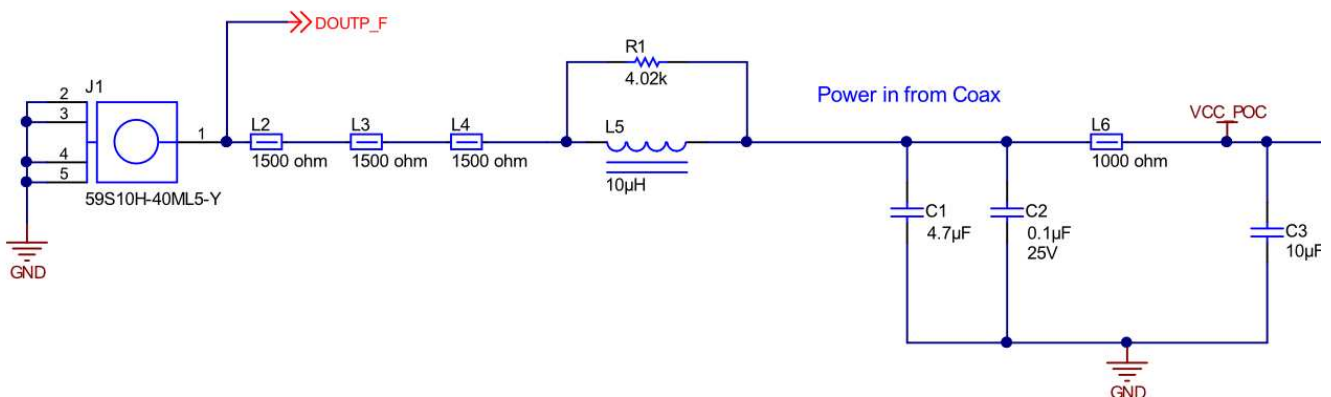 DOUTP_F
R1
4.02k
J1
2
3
4
5
1
59S10H-40ML5-Y
GND
L2
1500 ohm
L3
1500 ohm
L4
1500 ohm
L5
10µH
Power in from Coax
C1
4.7µF
C2
0.1µF
25V
L6
1000 ohm
VCC_POC
C3
10µF
GND